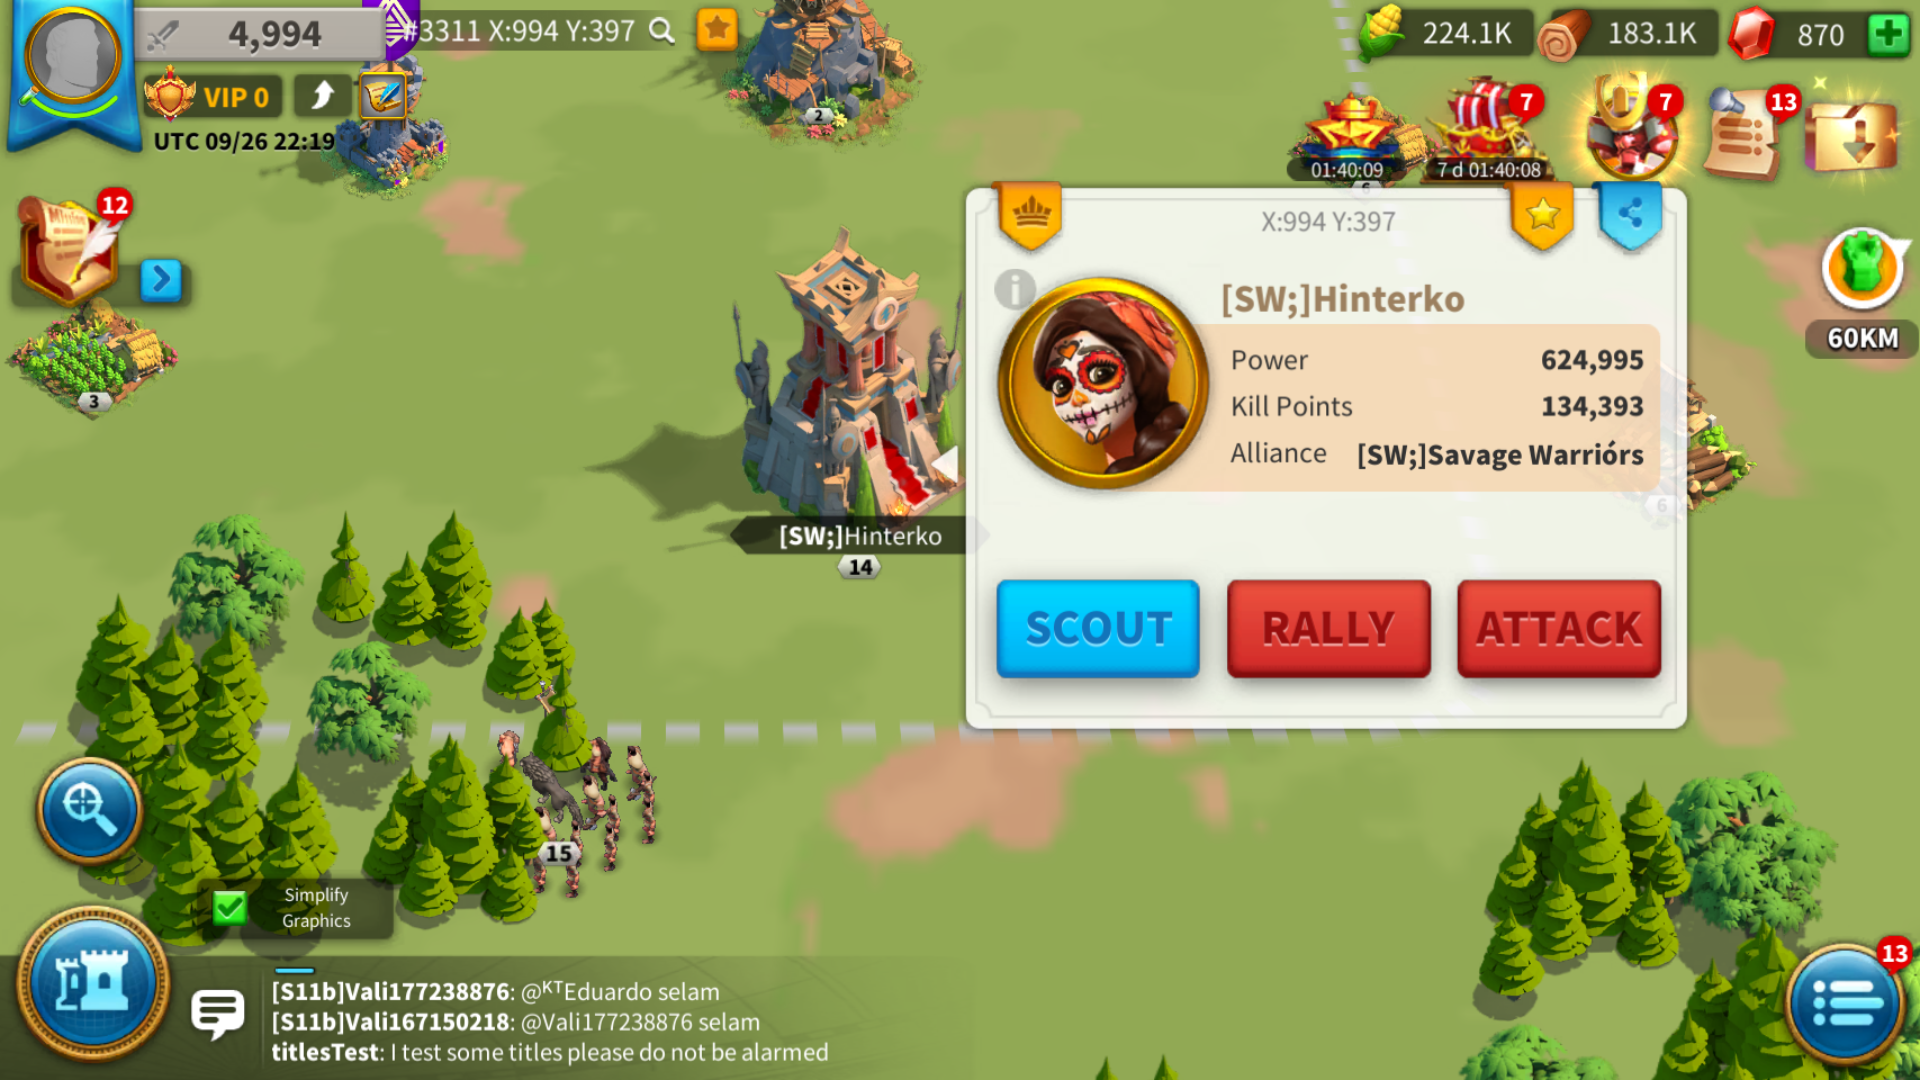 4,994
#3311 X:994 Y:397
224.1K
183.1K
870
VIP 0
UTC 09/26 22:19
2
01:40:09
7
7 d 01:40:08
7
13
6
12
Mission
3
60KM
X:994 Y:397
[SW;]Hinterko
Power 624,995
Kill Points 134,393
Alliance [SW;]Savage Warriórs
6
[SW;]Hinterko
14
SCOUT
RALLY
ATTACK
15
Simplify
Graphics
[S11b]Vali177238876: @ᴷᵀEduardo selam
[S11b]Vali167150218: @Vali177238876 selam
titlesTest: I test some titles please do not be alarmed
13